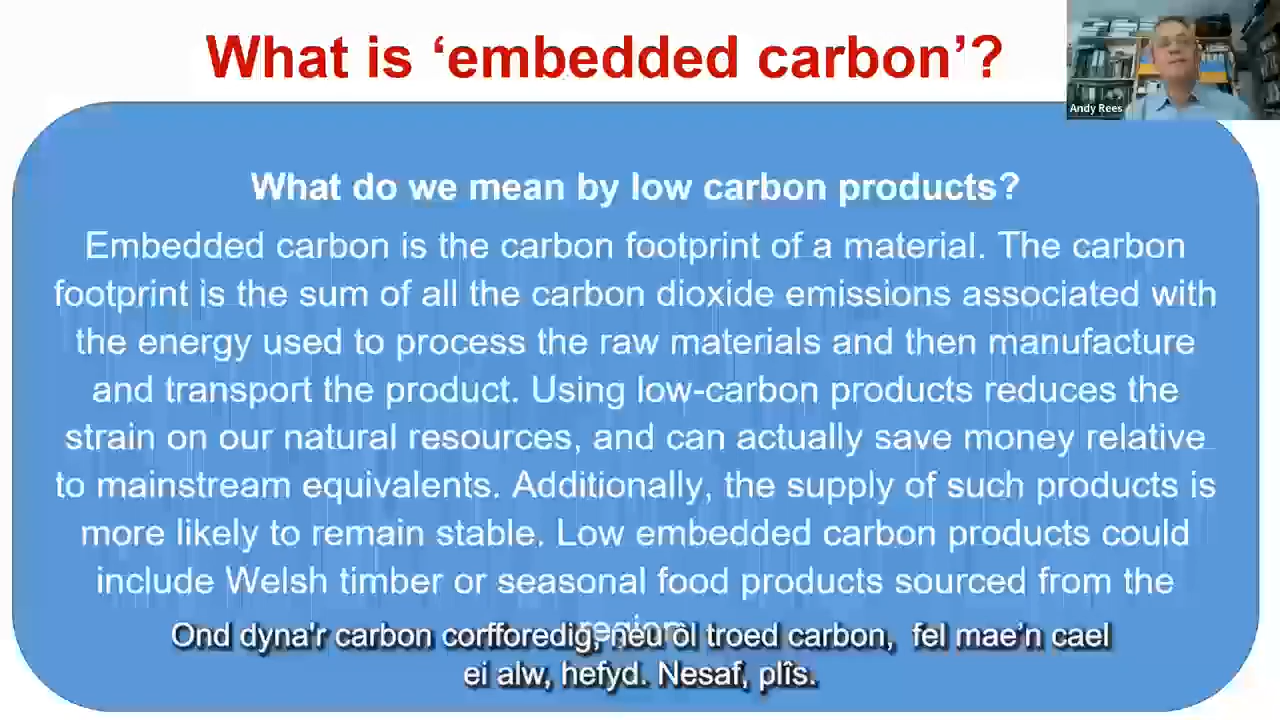 What is ‘embedded carbon’?
Andy Rees
What do we mean by low carbon products?
Embedded carbon is the carbon footprint of a material. The carbon
footprint is the sum of all the carbon dioxide emissions associated with
the energy used to process the raw materials and then manufacture
and transport the product. Using low-carbon products reduces the
strain on our natural resources, and can actually save money relative
to mainstream equivalents. Additionally, the supply of such products is
more likely to remain stable. Low embedded carbon products could
include Welsh timber or seasonal food products sourced from the
region
Ond dyna'r carbon corfforedig, neu ôl troed carbon, fel mae’n cael
ei alw, hefyd. Nesaf, plîs.